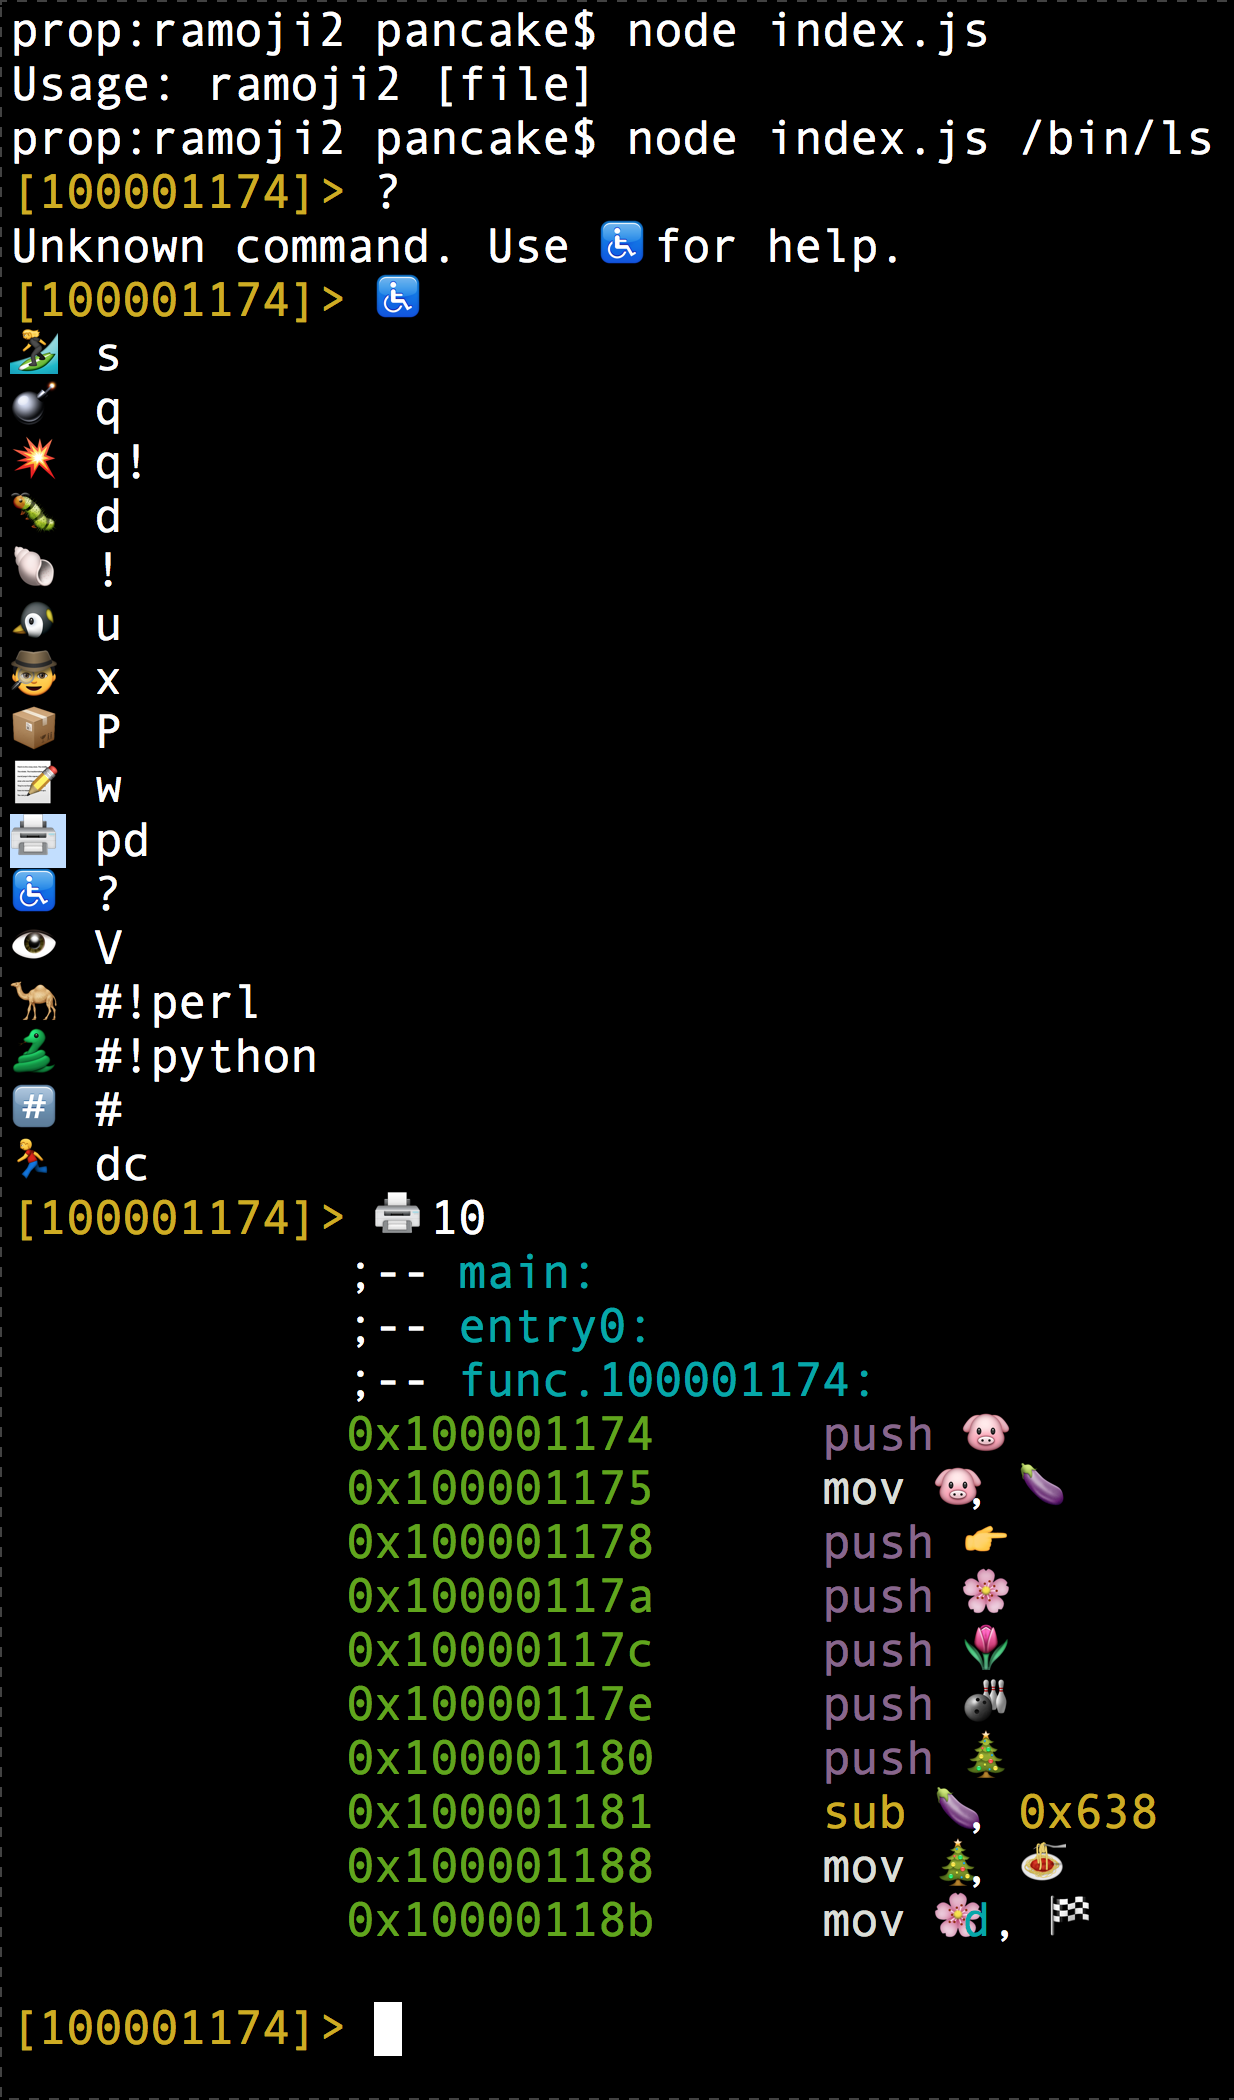 prop:ramoji2 pancake$ node index.js
Usage: ramoji2 [file]
prop:ramoji2 pancake$ node index.js /bin/ls
[100001174]> ?
Unknown command. Use ♿ for help.
[100001174]> ♿
🏄 s
💣 q
💥 q!
🐛 d
🐚 !
🐧 u
🕵 x
📦 P
📝 w
🖨 pd
♿ ?
👁 V
🐪 #!perl
🐍 #!python
#️⃣ #
🏃 dc
[100001174]> 🖨10
;-- main:
;-- entry0:
;-- func.100001174:
0x100001174 push 🐷
0x100001175 mov 🐷, 🍆
0x100001178 push 👉
0x10000117a push 🌸
0x10000117c push 🌷
0x10000117e push 🎳
0x100001180 push 🎄
0x100001181 sub 🍆, 0x638
0x100001188 mov 🎄, 🍝
0x10000118b mov 🌸d, 🏁
[100001174]>